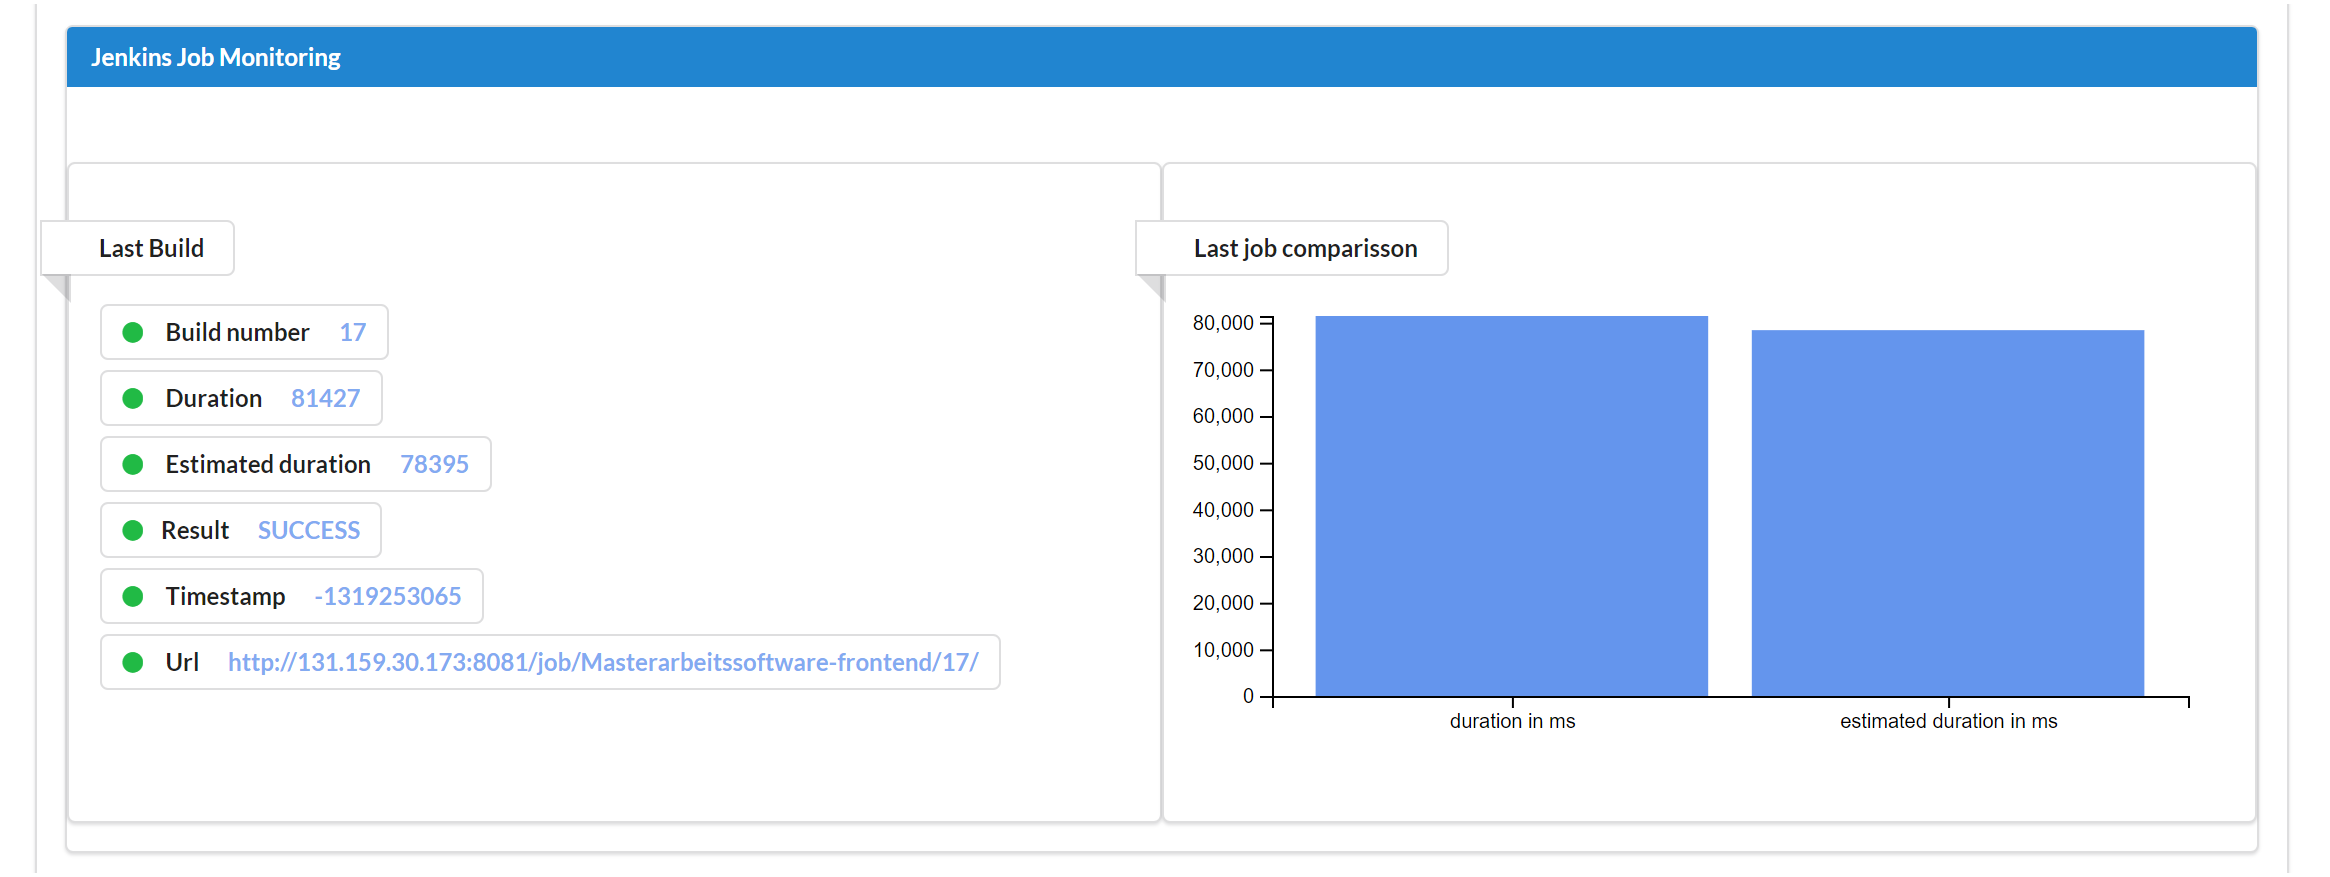 Jenkins Job Monitoring
Last Build
Build number 17
Duration 81427
Estimated duration 78395
Result SUCCESS
Timestamp -1319253065
Url http://131.159.30.173:8081/job/Masterarbeitssoftware-frontend/17/
Last job comparisson
80,000
70,000
60,000
50,000
40,000
30,000
20,000
10,000
0
duration in ms estimated duration in ms